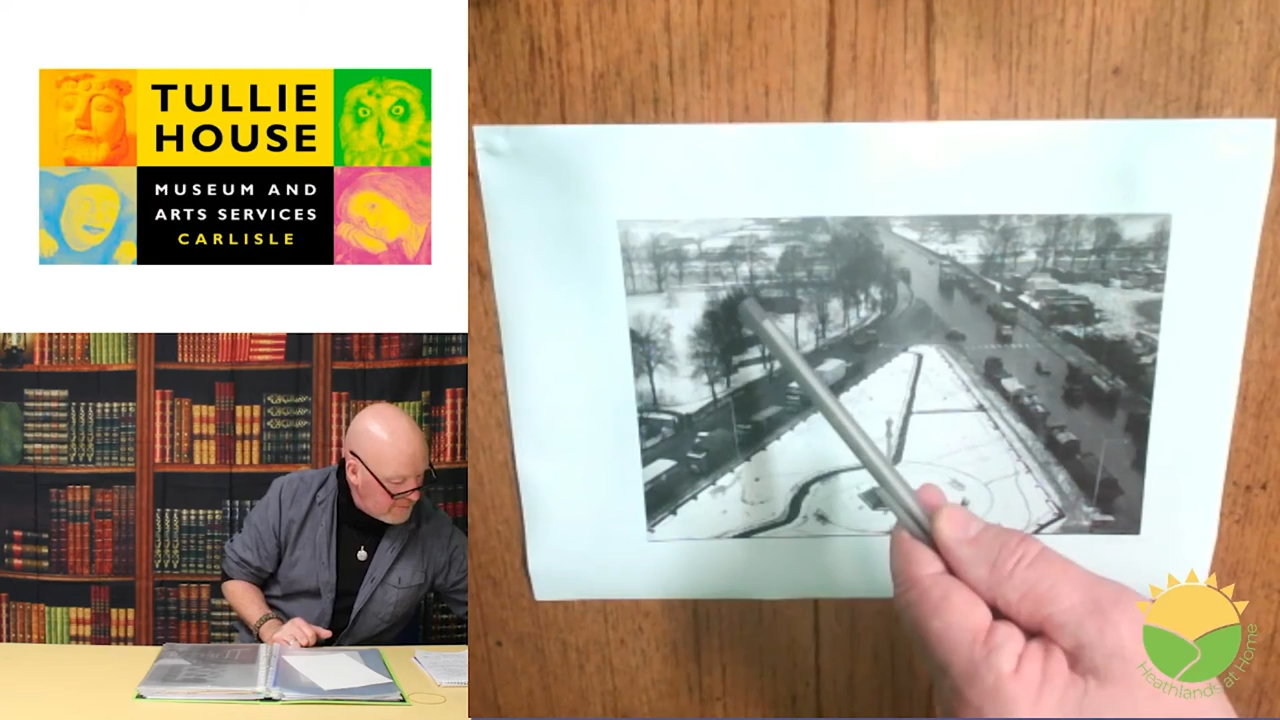 TULLIE
HOUSE
MUSEUM AND
ARTS SERVICES
CARLISLE
Heathlands at Home